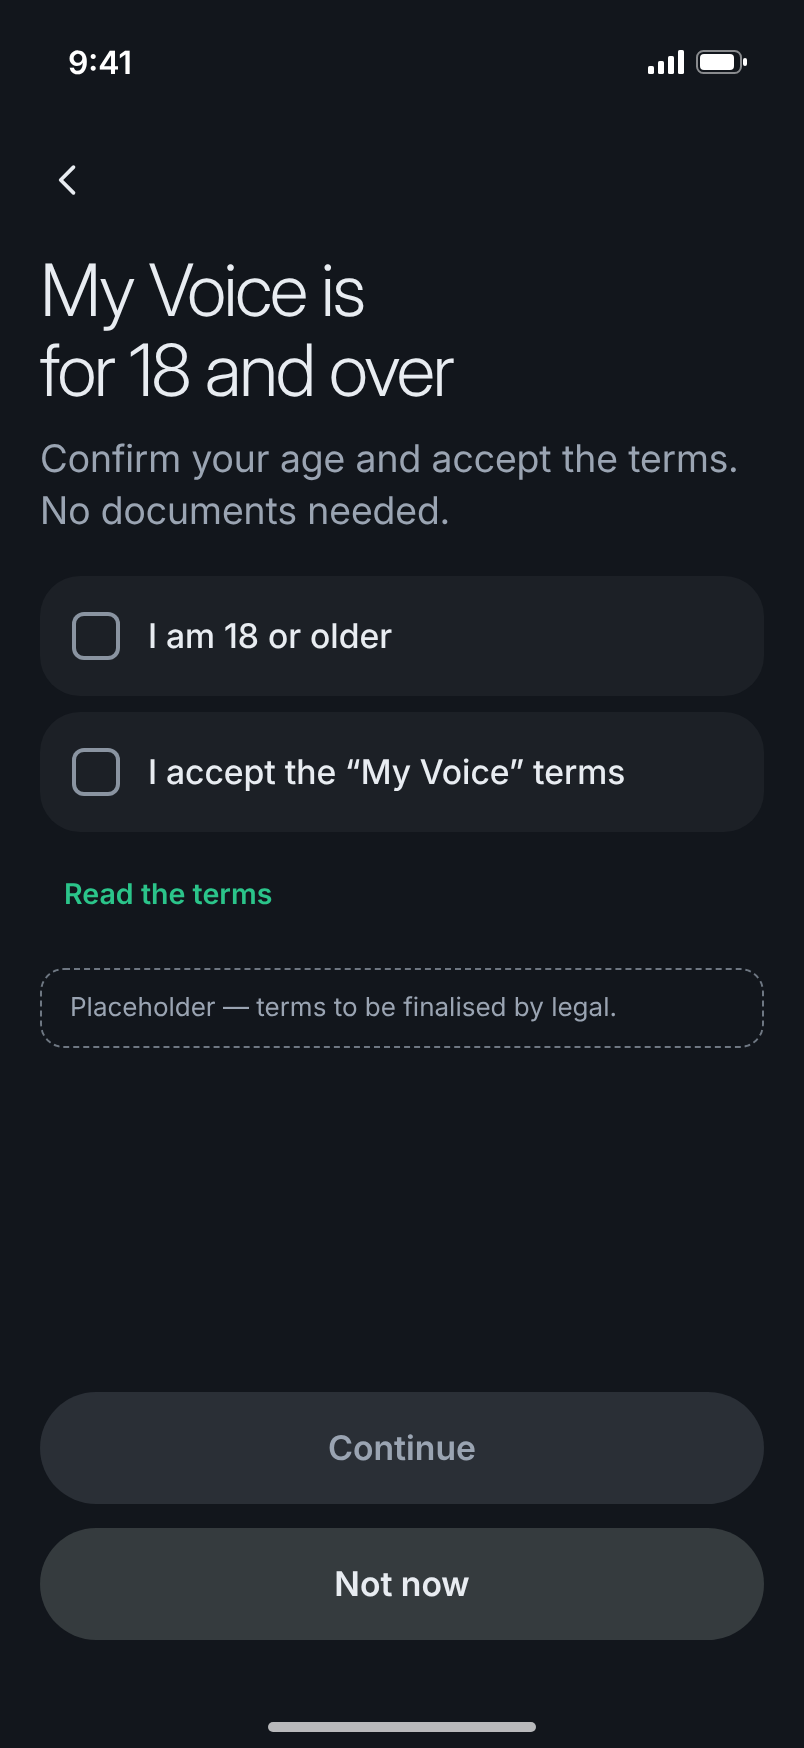 9:41
My Voice is
for 18 and over
Confirm your age and accept the terms.
No documents needed.
I am 18 or older
I accept the “My Voice” terms
Read the terms
Placeholder — terms to be finalised by legal.
Continue
Not now